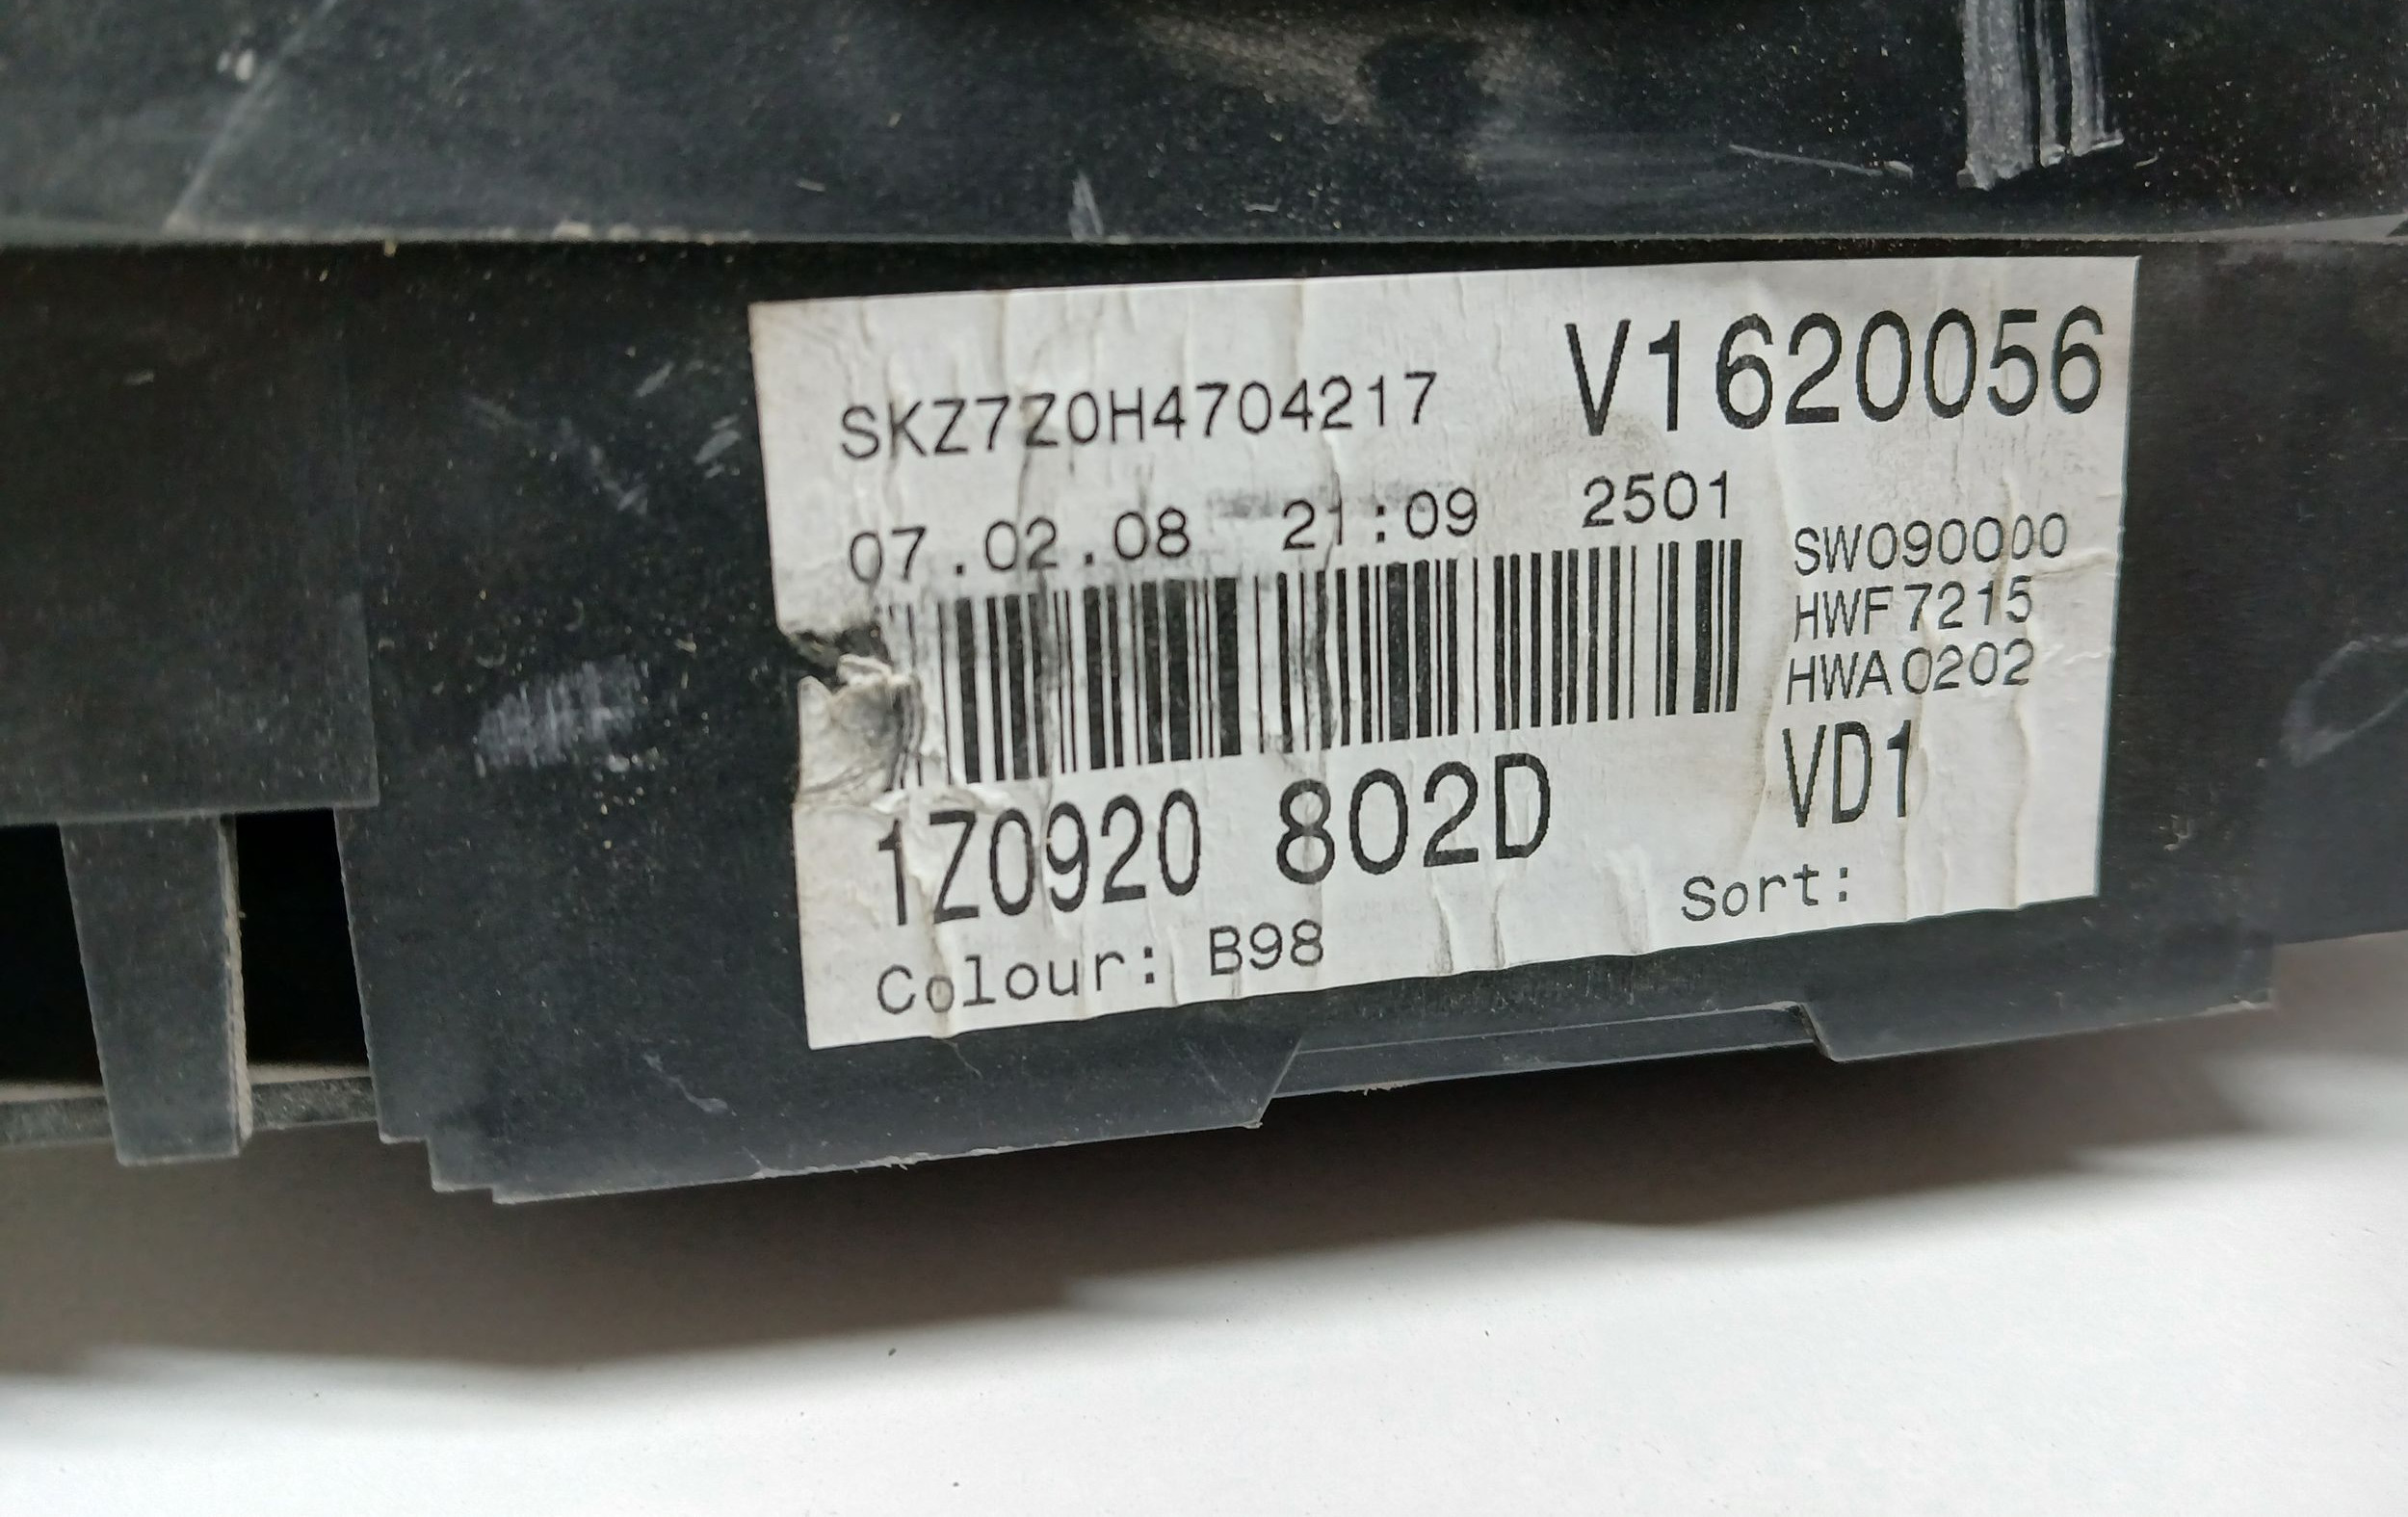 SKZ7Z0H4704217 V1620056
07.02.08 21:09 2501
SW090000
HWF7215
HWA0202
1Z0920 802D VD1
Colour: B98 Sort: